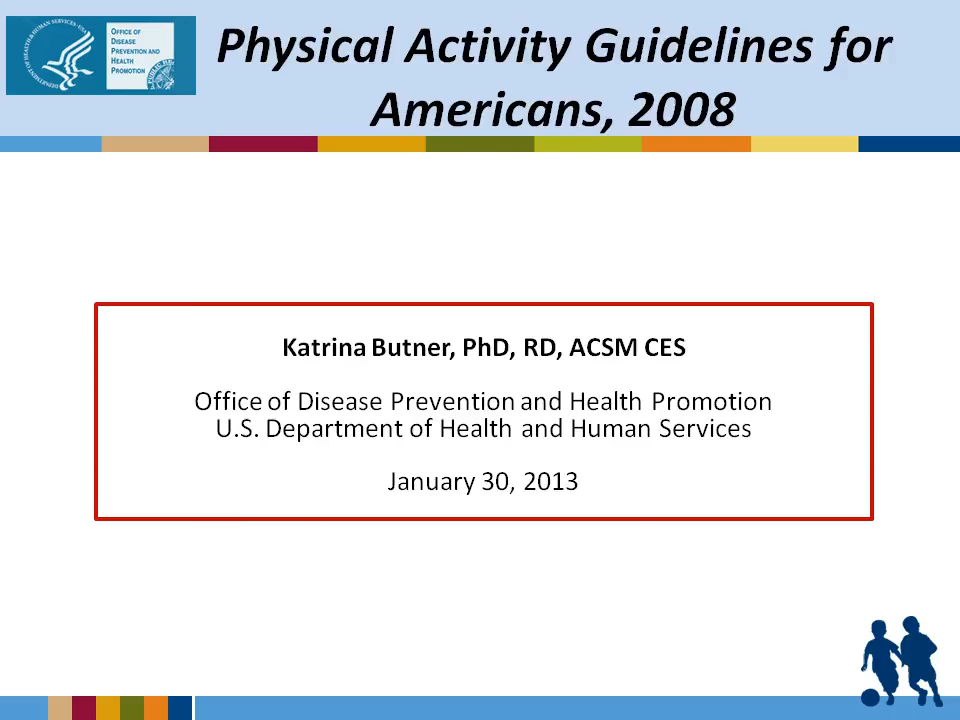 OFFICE OF
DISEASE
PREVENTION AND
HEALTH
PROMOTION
Physical Activity Guidelines for
Americans, 2008
Katrina Butner, PhD, RD, ACSM CES
Office of Disease Prevention and Health Promotion
U.S. Department of Health and Human Services
January 30, 2013